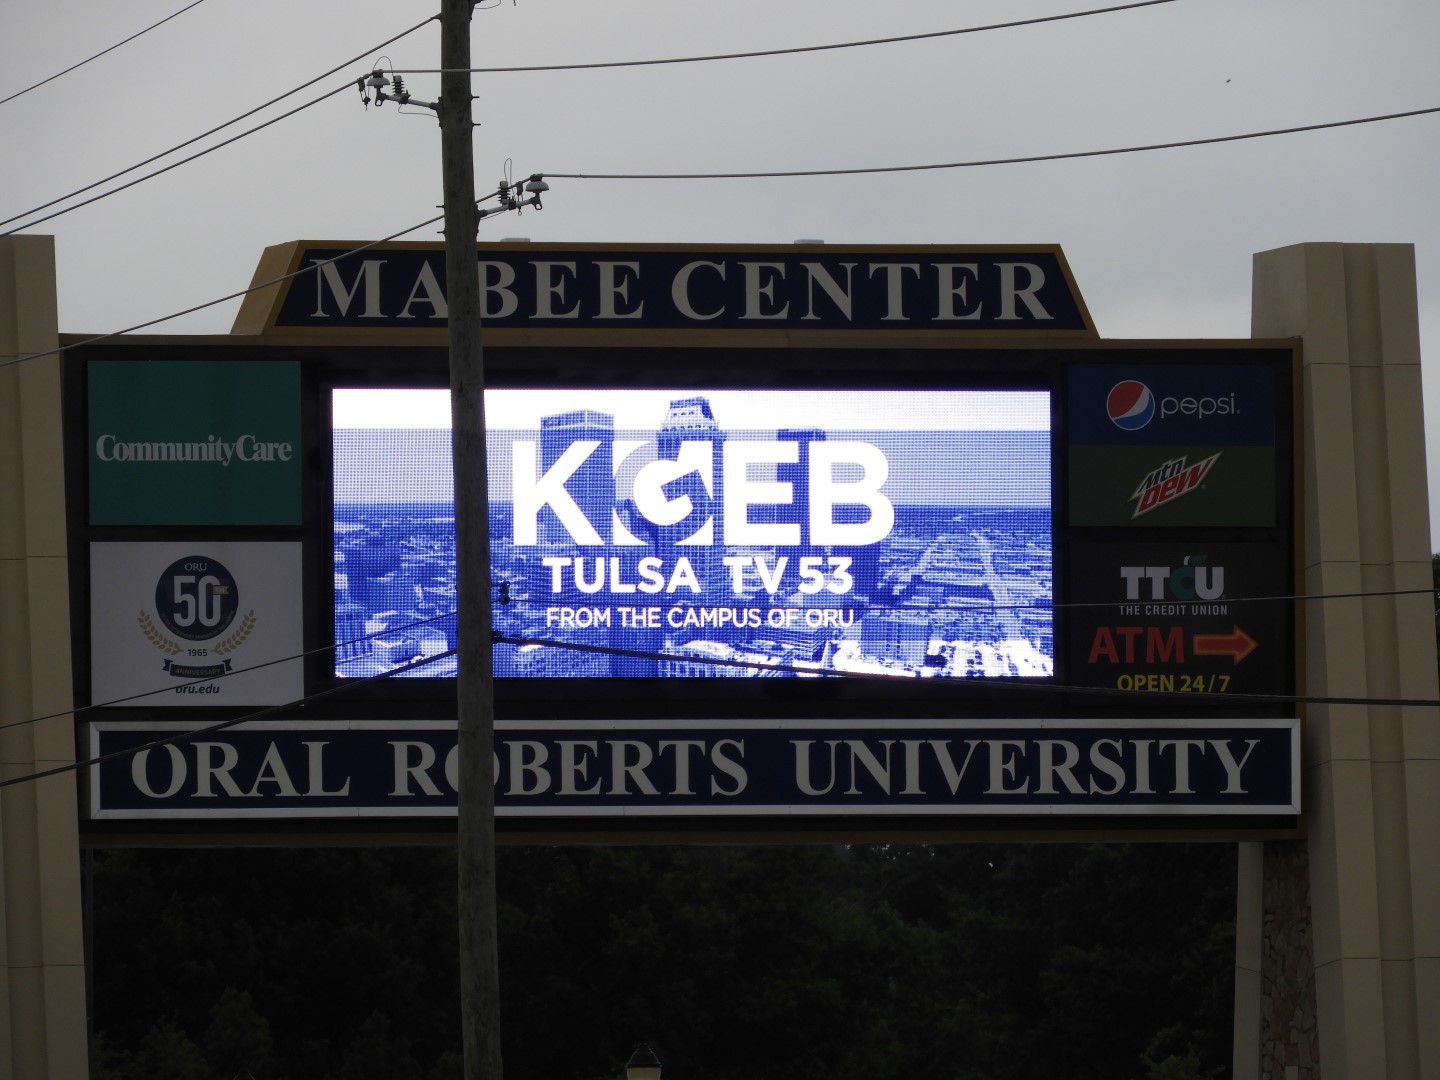 MABEE CENTER
CommunityCare
ORU
50
1965
ANNIVERSARY
oru.edu
KGEB
TULSA TV 53
FROM THE CAMPUS OF ORU
pepsi
mtn
DEW
TTCU
THE CREDIT UNION
ATM
OPEN 24/7
ORAL ROBERTS UNIVERSITY